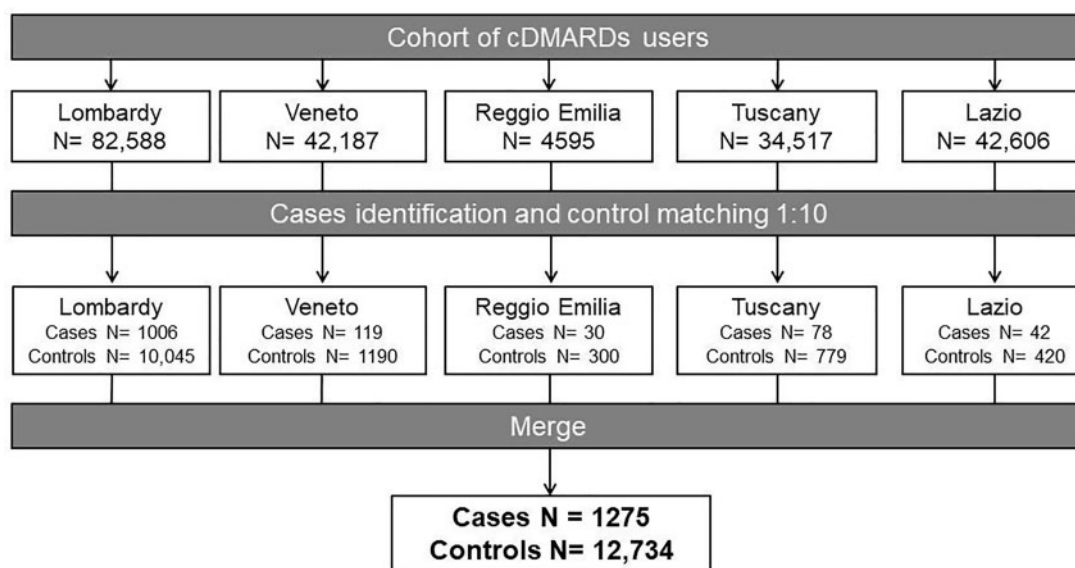 Cohort of cDMARDs users
Lombardy
N= 82,588
Veneto
N= 42,187
Reggio Emilia
N= 4595
Tuscany
N= 34,517
Lazio
N= 42,606
Cases identification and control matching 1:10
Lombardy
Cases N= 1006
Controls N= 10,045
Veneto
Cases N= 119
Controls N= 1190
Reggio Emilia
Cases N= 30
Controls N= 300
Tuscany
Cases N= 78
Controls N= 779
Lazio
Cases N= 42
Controls N= 420
Merge
Cases N = 1275
Controls N= 12,734